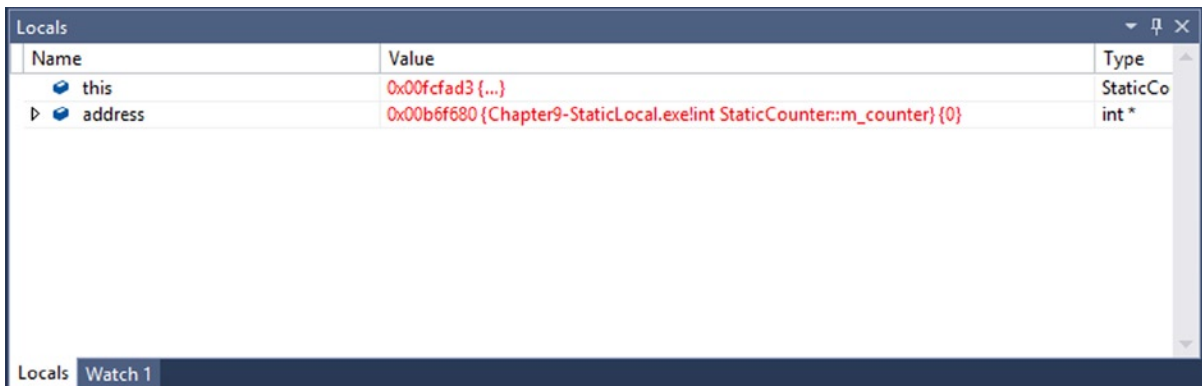 Locals
Name Value Type
this 0x00fcfad3 {...} StaticCo
address 0x00b6f680 {Chapter9-StaticLocal.exe!int StaticCounter::m_counter} {0} int *
Locals Watch 1